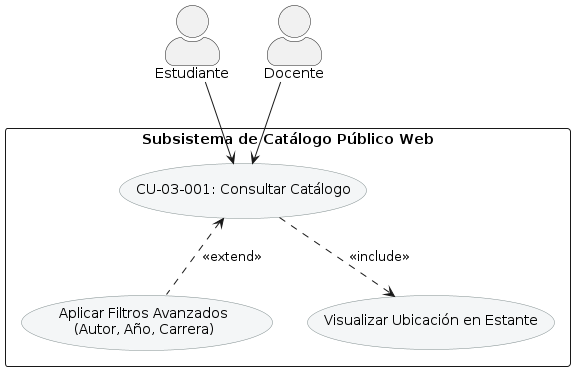 Estudiante
Docente
Subsistema de Catálogo Público Web
CU-03-001: Consultar Catálogo
«extend»
«include»
Aplicar Filtros Avanzados
(Autor, Año, Carrera)
Visualizar Ubicación en Estante